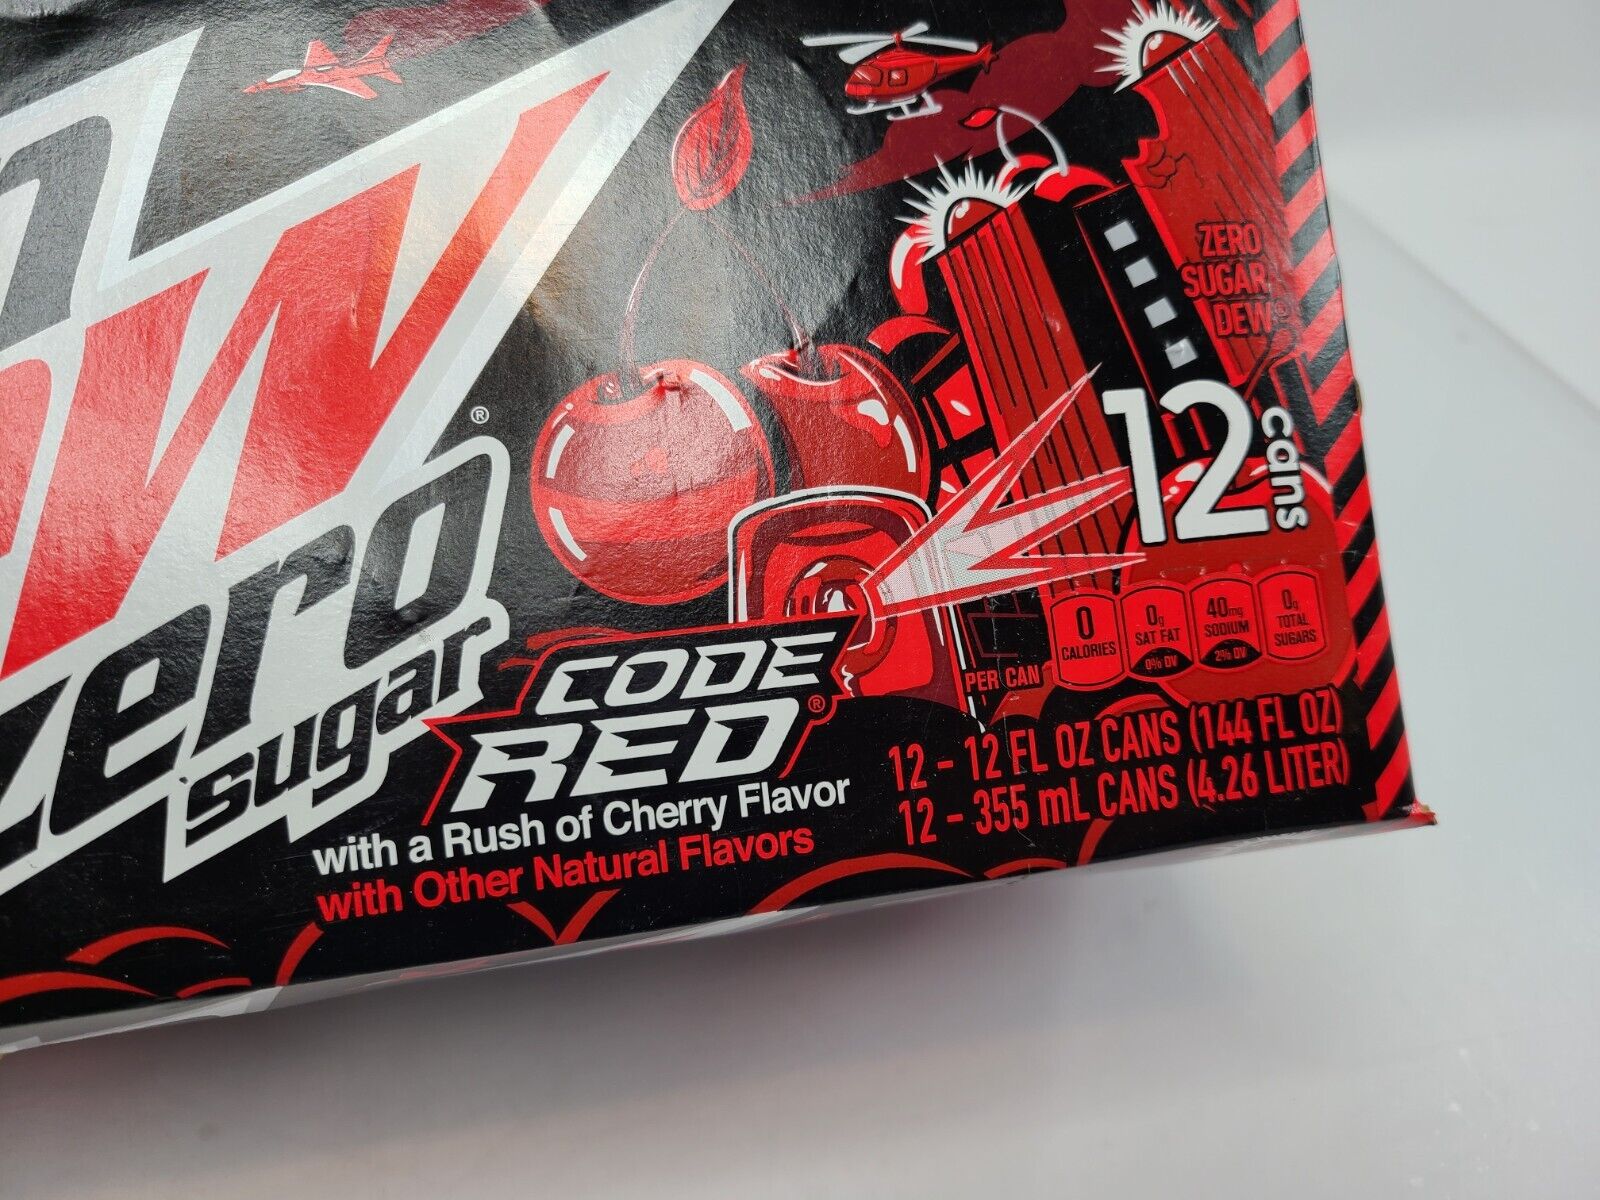 n
ew
®
zero
sugar
CODE
RED®
with a Rush of Cherry Flavor
with Other Natural Flavors
ZERO
SUGAR
DEW®
12 cans
PER CAN
0
CALORIES
0g
SAT FAT
0% DV
40mg
SODIUM
2% DV
0g
TOTAL
SUGARS
12 - 12 FL OZ CANS (144 FL OZ)
12 - 355 mL CANS (4.26 LITER)